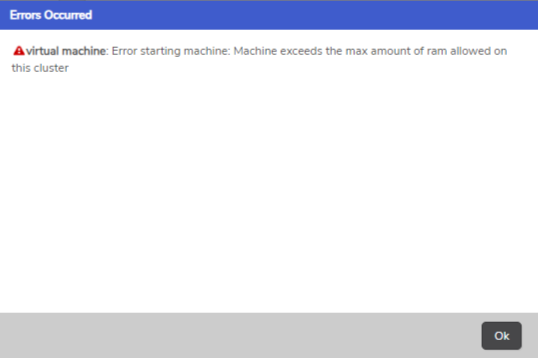 Errors Occurred
virtual machine: Error starting machine: Machine exceeds the max amount of ram allowed on
this cluster
Ok